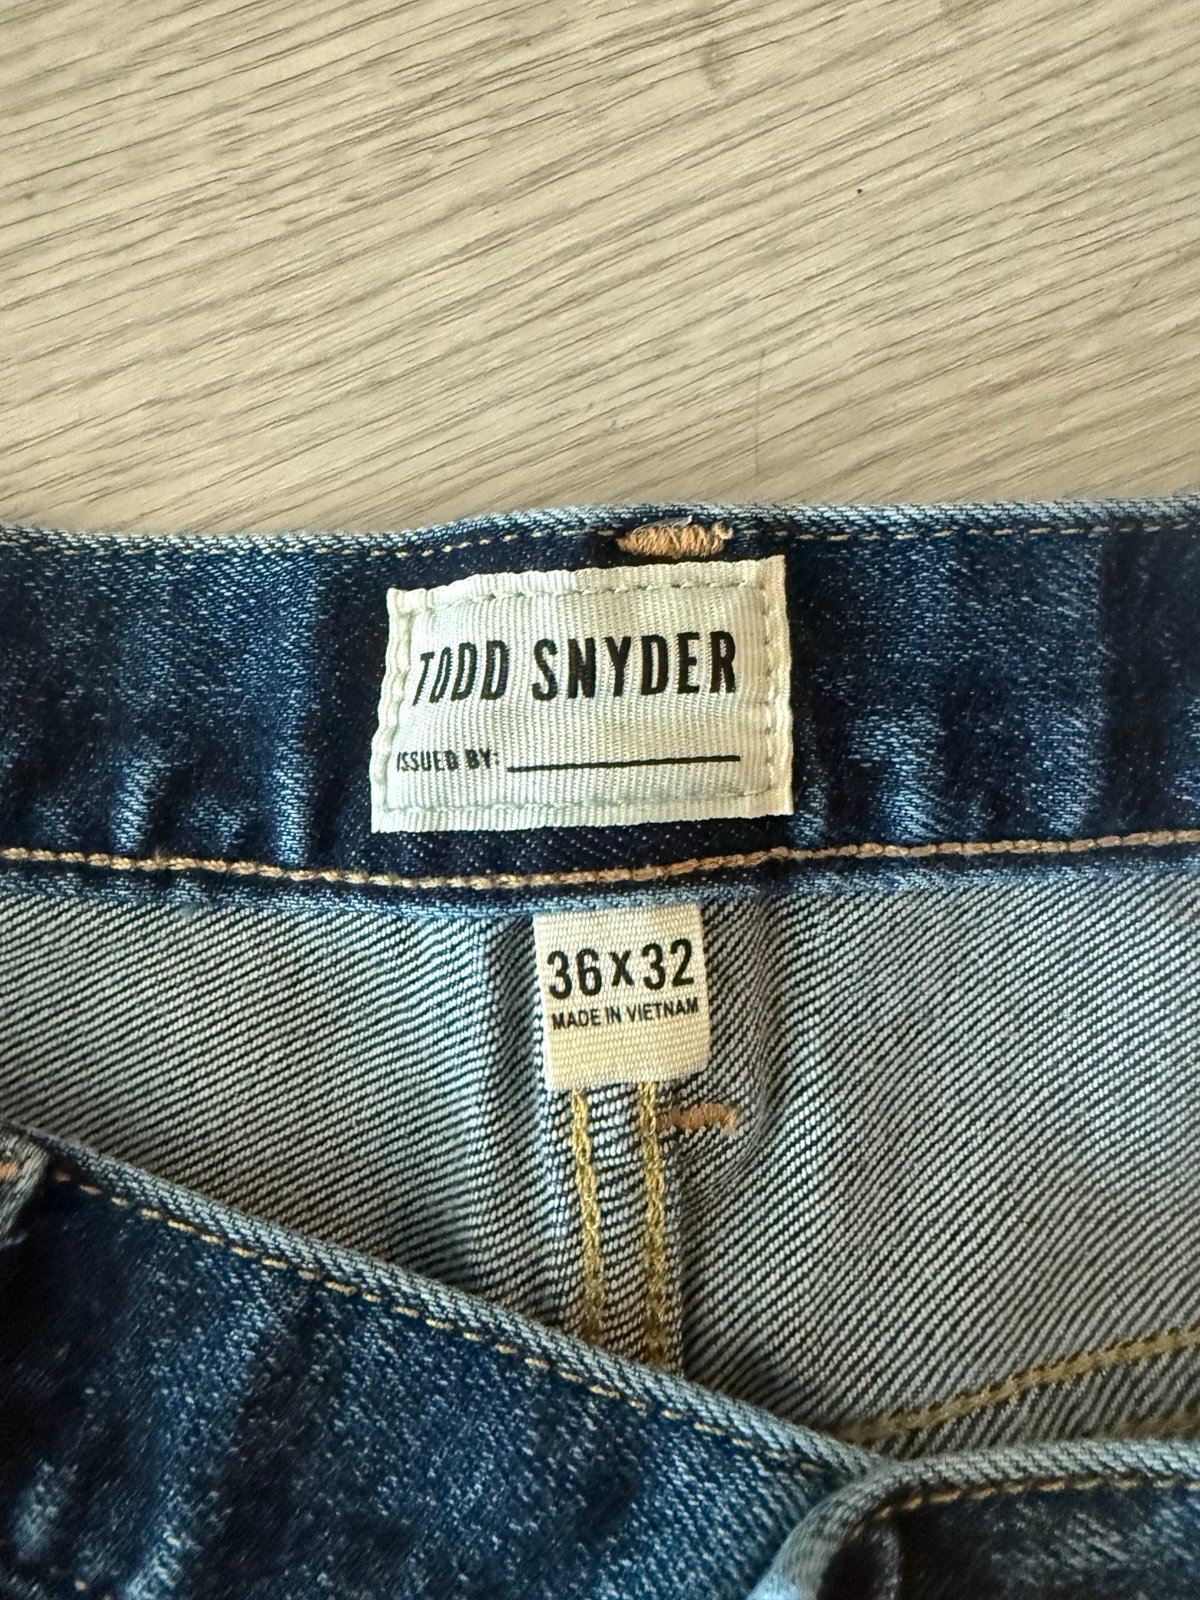 TODD SNYDER
ISSUED BY:
36x32
MADE IN VIETNAM